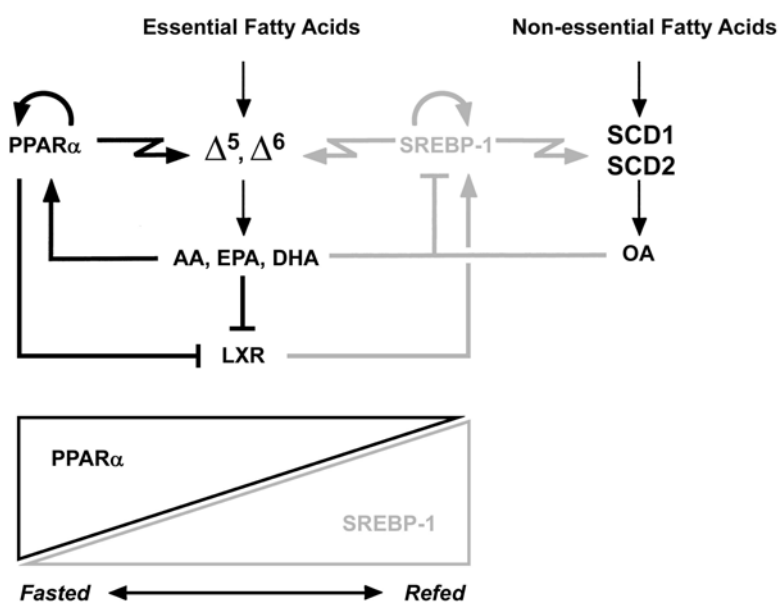 Essential Fatty Acids Non-essential Fatty Acids
PPARα Δ⁵, Δ⁶ SREBP-1 SCD1
SCD2
AA, EPA, DHA OA
LXR
PPARα
SREBP-1
Fasted Refed